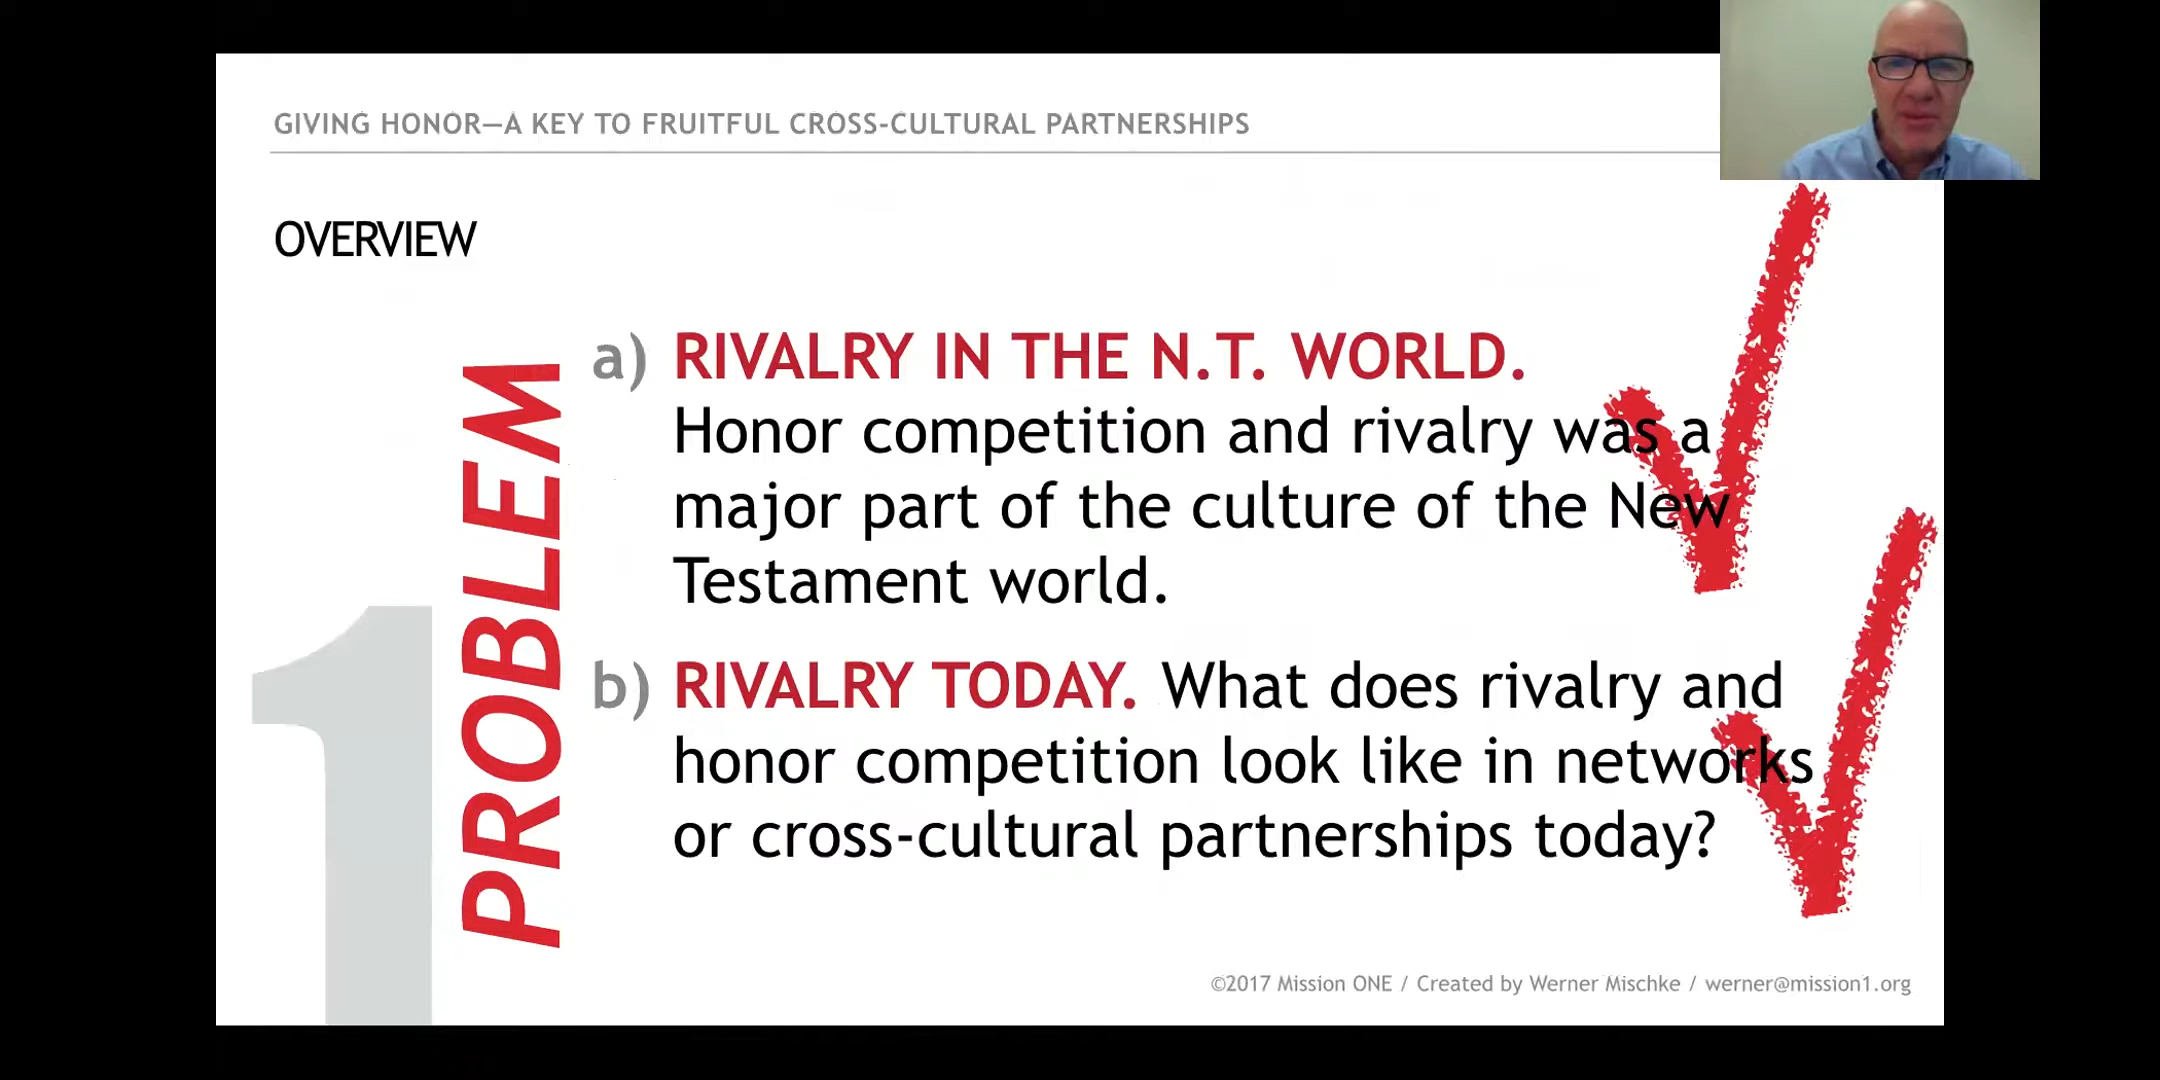 GIVING HONOR—A KEY TO FRUITFUL CROSS-CULTURAL PARTNERSHIPS
OVERVIEW
1
PROBLEM
a) RIVALRY IN THE N.T. WORLD.
Honor competition and rivalry was a
major part of the culture of the New
Testament world.
b) RIVALRY TODAY. What does rivalry and
honor competition look like in networks
or cross-cultural partnerships today?
©2017 Mission ONE / Created by Werner Mischke / werner@mission1.org